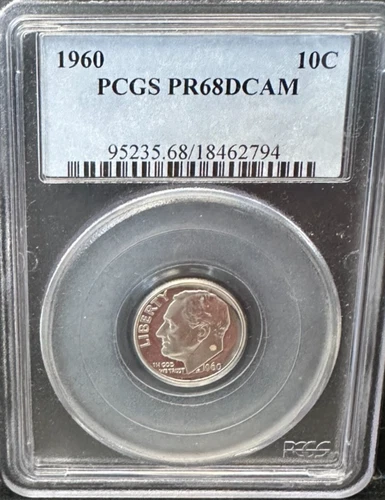 1960 10C
PCGS PR68DCAM
95235.68/18462794
LIBERTY
IN GOD
WE TRUST
1960
PCGS